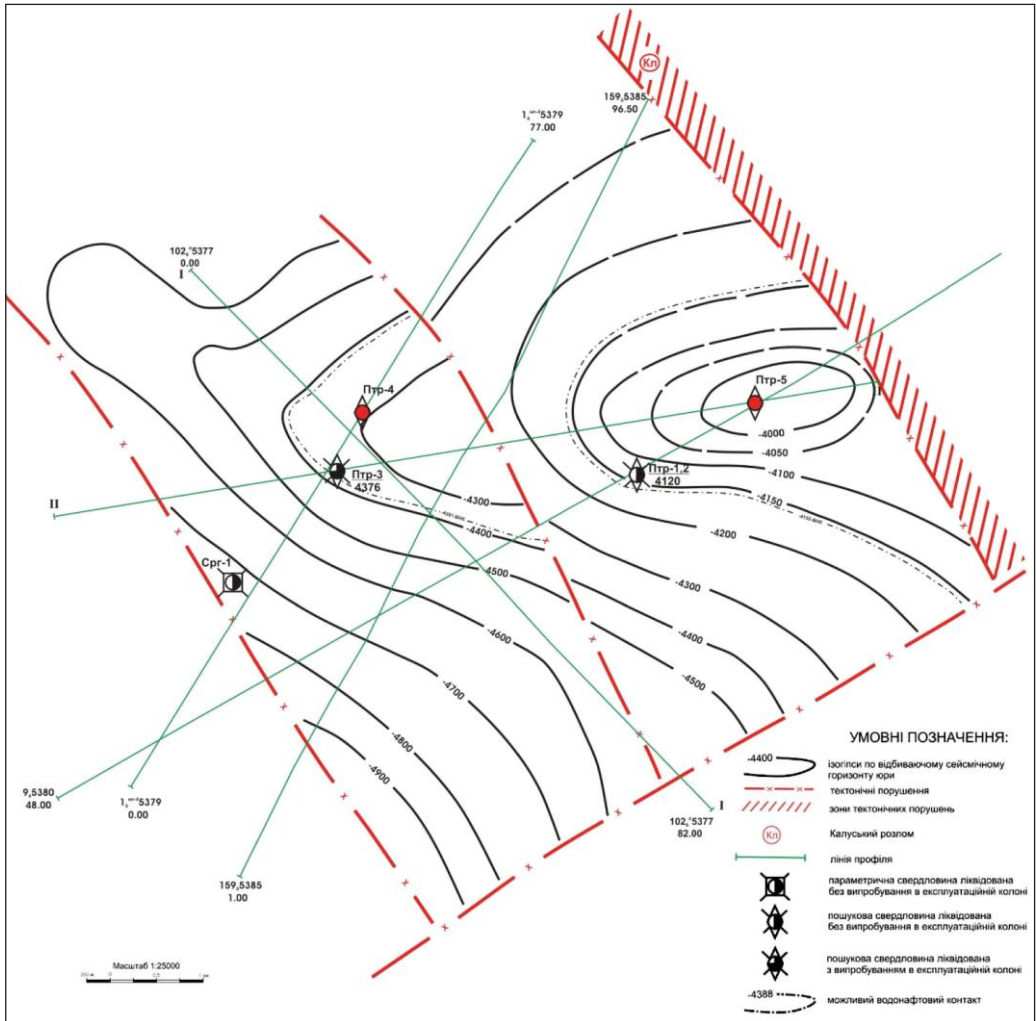 Кл
159,5385
96.50
5379
77.00
102, 5377
0.00
I
Птр-4
Птр-5
I
-4000
-4050
Птр-3
4376
Птр-1,2
4120
-4100
-4150
-4300
II
-4400
-4200
Срг-1
-4500
-4300
-4600
-4400
-4700
-4500
-4800
-4900
9,5380
48.00
5379
0.00
I
102, 5377
82.00
159,5385
1.00
УМОВНІ ПОЗНАЧЕННЯ:
-4400
ізогіпси по відбиваючому сейсмічному
горизонту юри
тектонічні порушення
зони тектонічних порушень
Кл
Калуський розлом
лінія профіля
параметрична свердловина ліквідована
без випробування в експлуатаційній колоні
пошукова свердловина ліквідована
без випробування в експлуатаційній колоні
пошукова свердловина ліквідована
з випробуванням в експлуатаційній колоні
-4388
можливий водонафтовий контакт
Масштаб 1:25000
0
0,5
1 км